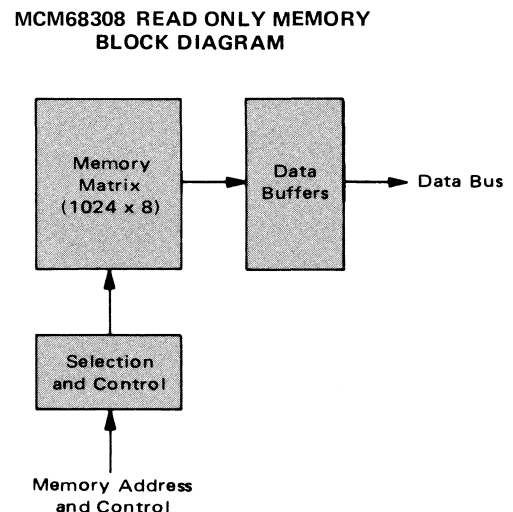 MCM68308 READ ONLY MEMORY
BLOCK DIAGRAM
Memory
Matrix
(1024 x 8)
Data
Buffers
Data Bus
Selection
and Control
Memory Address
and Control